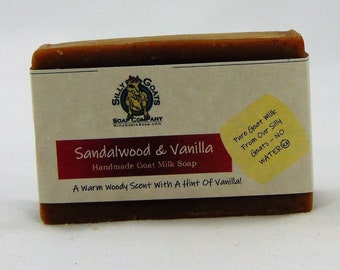 SILLY GOATS
SOAP COMPANY
Sandalwood & Vanilla
Handmade Goat Milk Soap
A Warm Woody Scent With A Hint Of Vanilla!
Pure Goat Milk
From Our Silly
Goats - NO
WATER